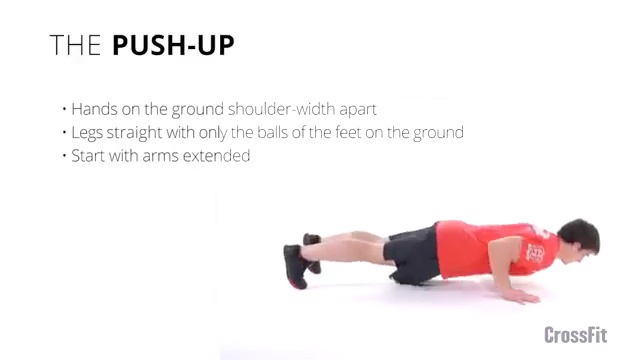 THE PUSH-UP
• Hands on the ground shoulder-width apart
• Legs straight with only the balls of the feet on the ground
• Start with arms extended
CrossFit